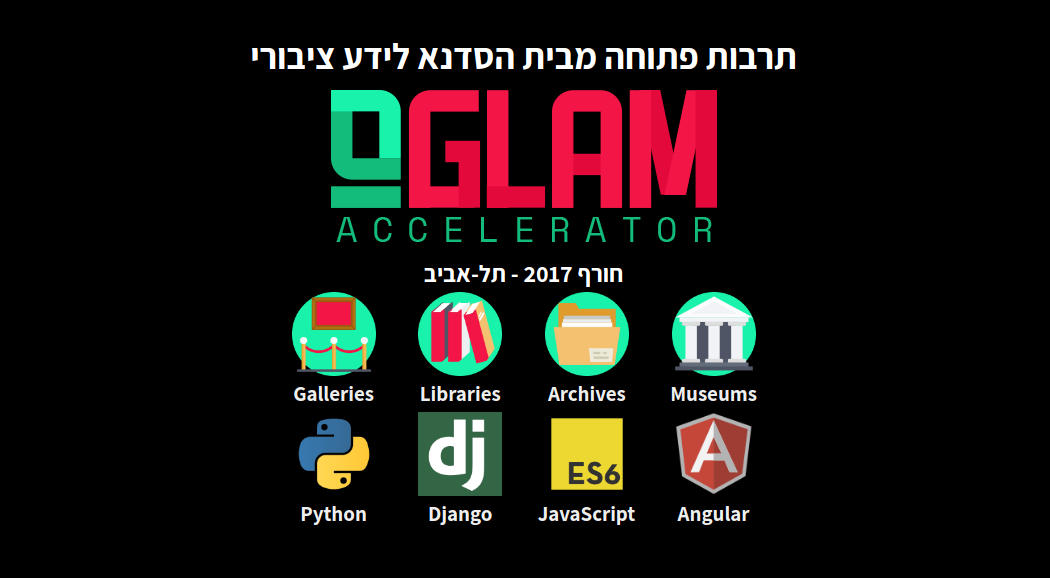 תרבות פתוחה מבית הסדנא לידע ציבורי
GLAM
ACCELERATOR
חורף 2017 - תל-אביב
Galleries Libraries Archives Museums
dj ES6 A
Python Django JavaScript Angular